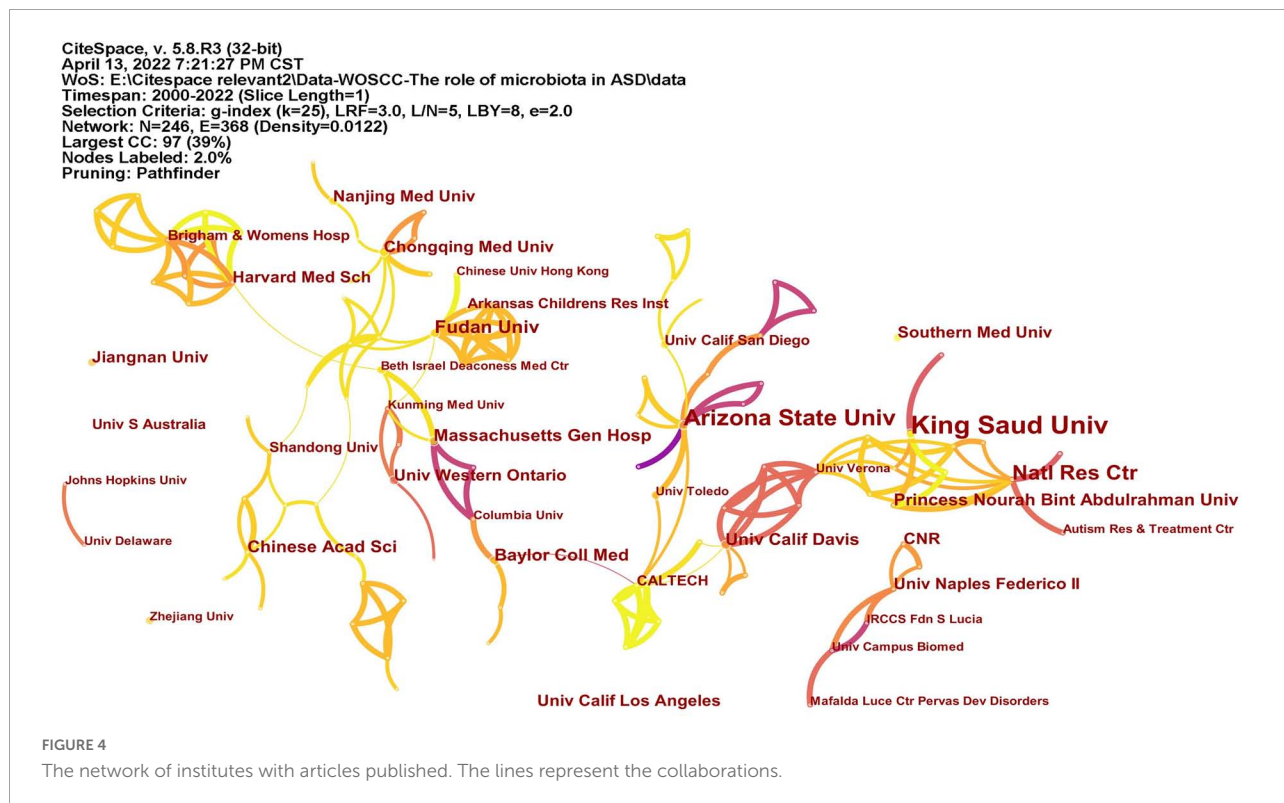 CiteSpace, v. 5.8.R3 (32-bit)
April 13, 2022 7:21:27 PM CST
WoS: E:\Citespace relevant2\Data-WOSCC-The role of microbiota in ASD\data
Timespan: 2000-2022 (Slice Length=1)
Selection Criteria: g-index (k=25), LRF=3.0, L/N=5, LBY=8, e=2.0
Network: N=246, E=368 (Density=0.0122)
Largest CC: 97 (39%)
Nodes Labeled: 2.0%
Pruning: Pathfinder
Nanjing Med Univ
Brigham & Womens Hosp
Chongqing Med Univ
Harvard Med Sch
Chinese Univ Hong Kong
Arkansas Childrens Res Inst
Fudan Univ
Univ Calif San Diego
Southern Med Univ
Jiangnan Univ
Beth Israel Deaconess Med Ctr
Kunming Med Univ
Arizona State Univ
King Saud Univ
Univ S Australia
Massachusetts Gen Hosp
Shandong Univ
Univ Western Ontario
Univ Verona
Natl Res Ctr
Johns Hopkins Univ
Univ Toledo
Princess Nourah Bint Abdulrahman Univ
Columbia Univ
Autism Res & Treatment Ctr
Univ Delaware
Chinese Acad Sci
Baylor Coll Med
Univ Calif Davis
CNR
CALTECH
Univ Naples Federico II
Zhejiang Univ
IRCCS Fdn S Lucia
Univ Campus Biomed
Univ Calif Los Angeles
Mafalda Luce Ctr Pervas Dev Disorders
FIGURE 4
The network of institutes with articles published. The lines represent the collaborations.